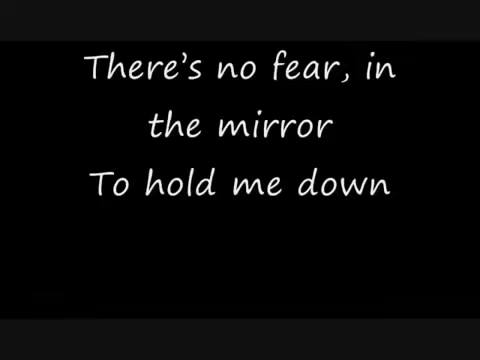 There’s no fear, in
the mirror
To hold me down